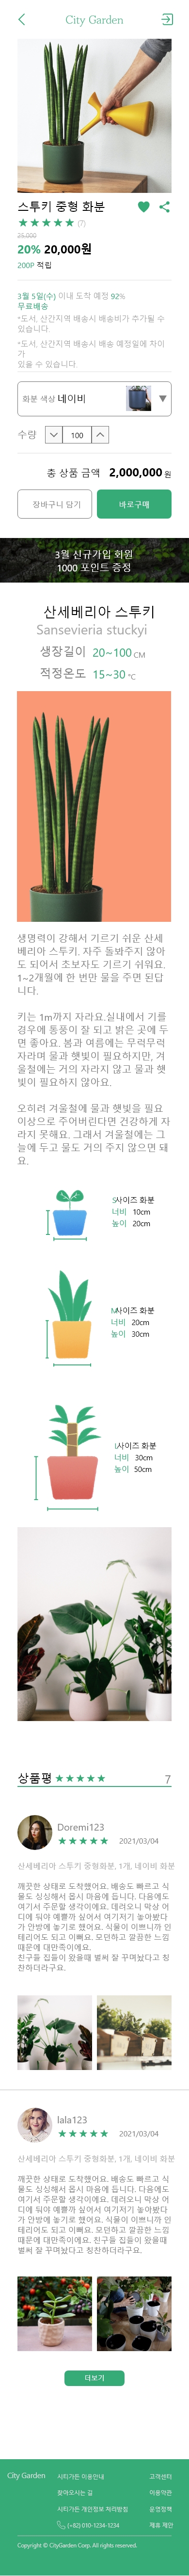 City Garden
스투키 중형 화분
★★★★★ (7)
25,000
20% 20,000원
200P 적립
3월 5일(수) 이내 도착 예정 92%
무료배송
*도서, 산간지역 배송시 배송비가 추가될 수
있습니다.
*도서, 산간지역 배송시 배송 예정일에 차이
가
있을 수 있습니다.
화분 색상 네이비
수량 100
총 상품 금액 2,000,000 원
장바구니 담기
바로구매
3월 신규가입 회원
1000 포인트 증정
산세베리아 스투키
Sansevieria stuckyi
생장길이 20~100 CM
적정온도 15~30 °C
생명력이 강해서 기르기 쉬운 산세
베리아 스투키. 자주 돌봐주지 않아
도 되어서 초보자도 기르기 쉬워요.
1~2개월에 한 번만 물을 주면 된답
니다.
키는 1m까지 자라요.실내에서 기를
경우에 통풍이 잘 되고 밝은 곳에 두
면 좋아요. 봄과 여름에는 무럭무럭
자라며 물과 햇빛이 필요하지만, 겨
울철에는 거의 자라지 않고 물과 햇
빛이 필요하지 않아요.
오히려 겨울철에 물과 햇빛을 필요
이상으로 주어버린다면 건강하게 자
라지 못해요. 그래서 겨울철에는 그
늘에 두고 물도 거의 주지 않으면 돼
요.
S사이즈 화분
너비 10cm
높이 20cm
M사이즈 화분
너비 20cm
높이 30cm
L사이즈 화분
너비 30cm
높이 50cm
상품평 ★★★★★ 7
Doremi123
★★★★★ 2021/03/04
산세베리아 스투키 중형화분, 1개, 네이비 화분
깨끗한 상태로 도착했어요. 배송도 빠르고 식
물도 싱싱해서 몹시 마음에 듭니다. 다음에도
여기서 주문할 생각이에요. 데려오니 막상 어
디에 둬야 예쁠까 싶어서 여기저기 놓아봤다
가 안방에 놓기로 했어요. 식물이 이쁘니까 인
테리어도 되고 이뻐요. 모던하고 깔끔한 느낌
때문에 대만족이에요.
친구들 집들이 왔을때 벌써 잘 꾸며놨다고 칭
찬하더라구요.
lala123
★★★★★ 2021/03/04
산세베리아 스투키 중형화분, 1개, 네이비 화분
깨끗한 상태로 도착했어요. 배송도 빠르고 식
물도 싱싱해서 몹시 마음에 듭니다. 다음에도
여기서 주문할 생각이에요. 데려오니 막상 어
디에 둬야 예쁠까 싶어서 여기저기 놓아봤다
가 안방에 놓기로 했어요. 식물이 이쁘니까 인
테리어도 되고 이뻐요. 모던하고 깔끔한 느낌
때문에 대만족이에요. 친구들 집들이 왔을때
벌써 잘 꾸며놨다고 칭찬하더라구요.
더보기
City Garden
시티가든 이용안내 고객센터
찾아오시는 길 이용약관
시티가든 개인정보 처리방침 운영정책
(+82) 010-1234-1234 제휴 제안
Copyright © CityGarden Corp. All rights reserved.